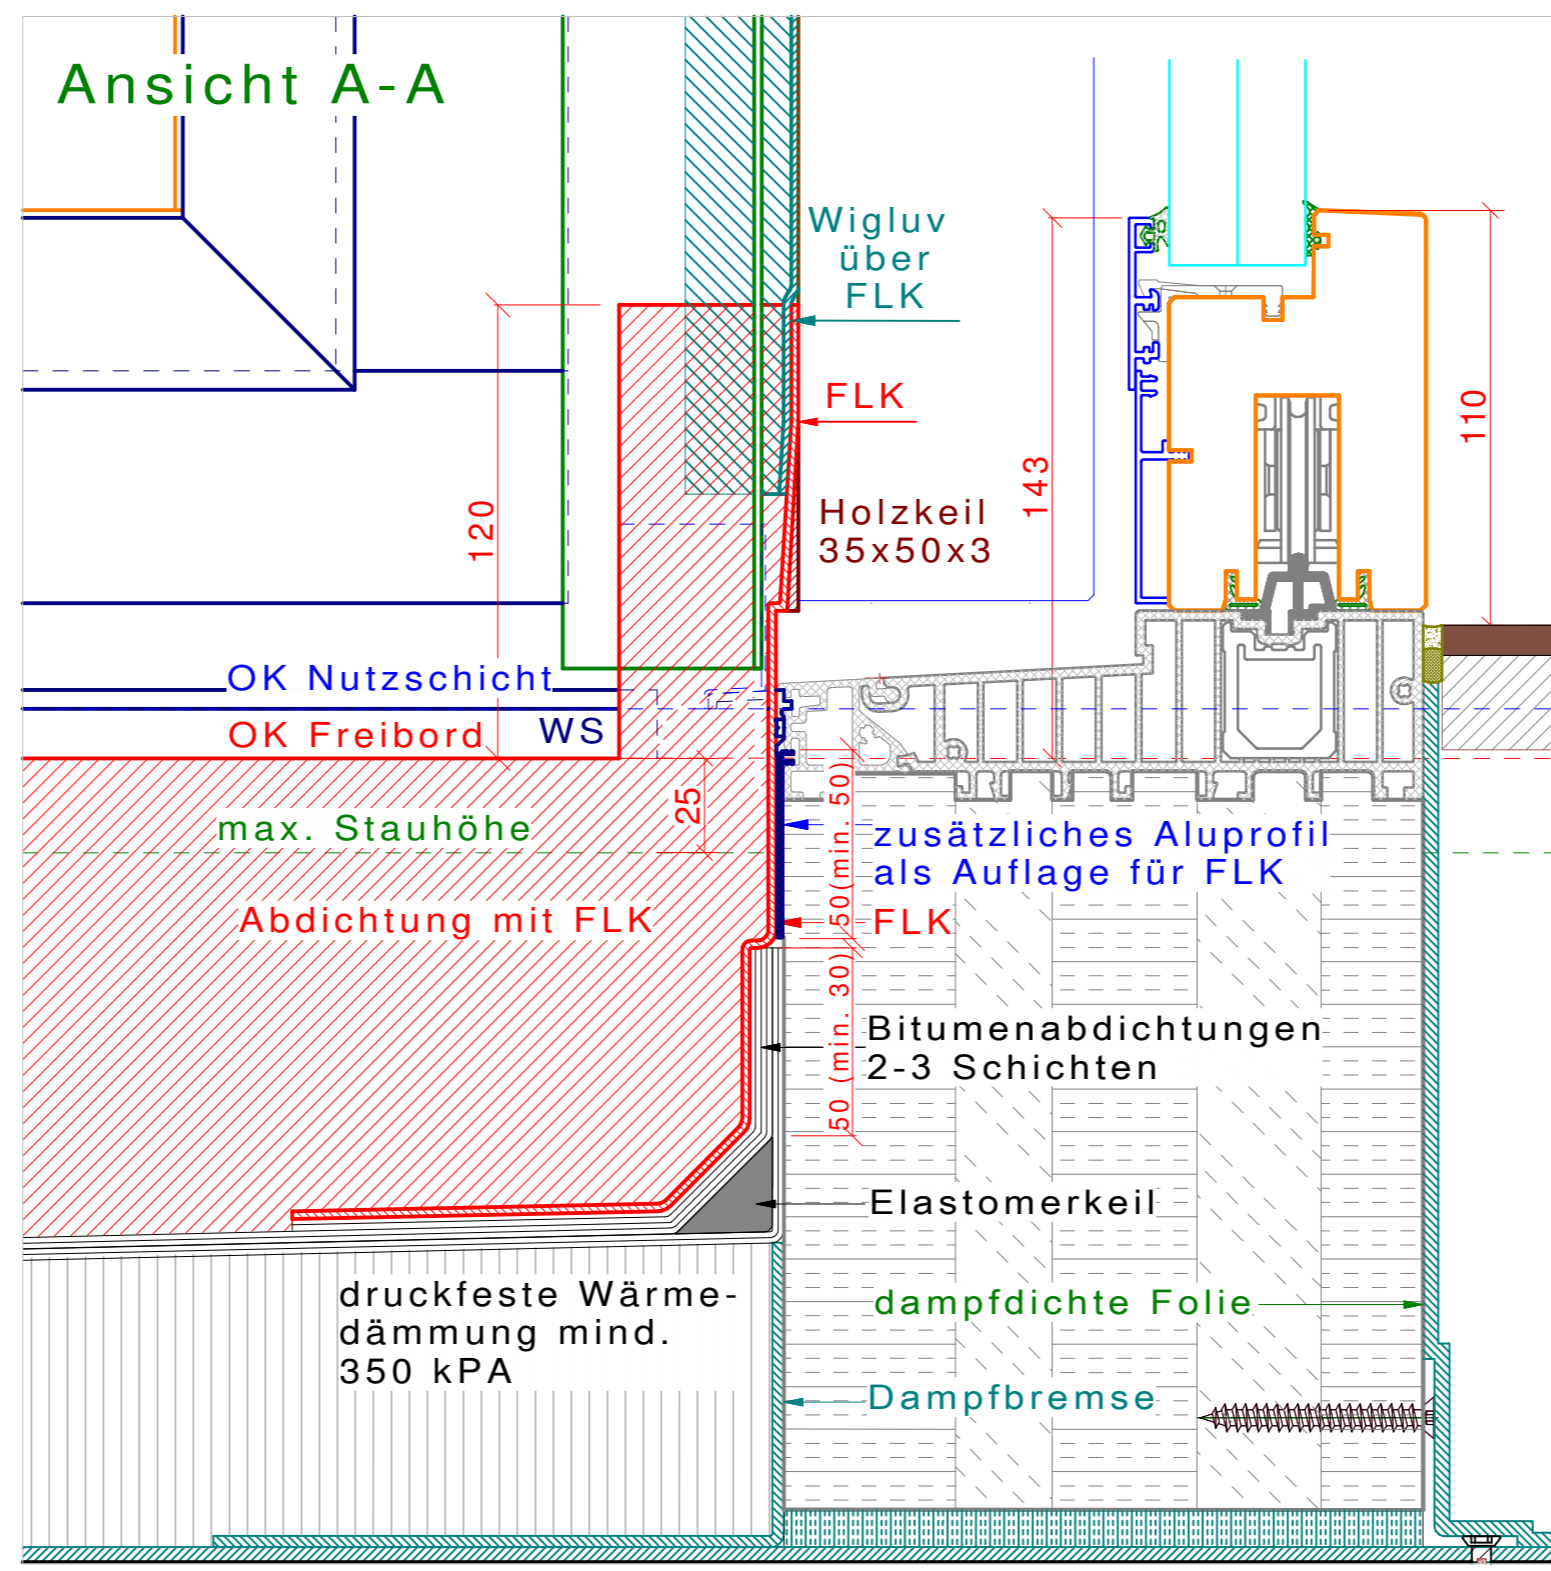 Ansicht A-A
Wigluv
über
FLK
FLK
110
143
120
Holzkeil
35x50x3
OK Nutzschicht
OK Freibord
WS
25
50(min. 50)
max. Stauhöhe
zusätzliches Aluprofil
als Auflage für FLK
Abdichtung mit FLK
FLK
50 (min. 30)
Bitumenabdichtungen
2-3 Schichten
Elastomerkeil
druckfeste Wärme-
dämmung mind.
350 kPA
dampfdichte Folie
Dampfbremse